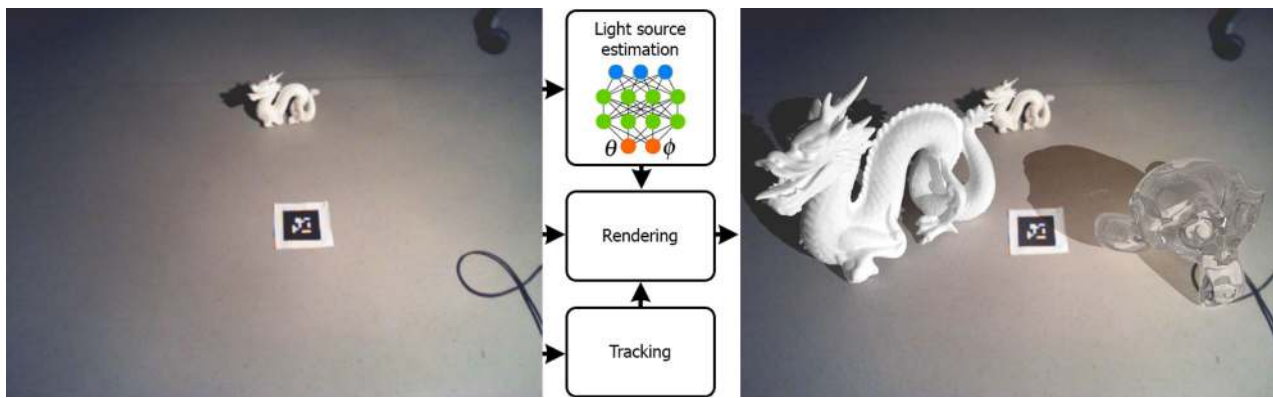 Light source
estimation
θ ϕ
Rendering
Tracking